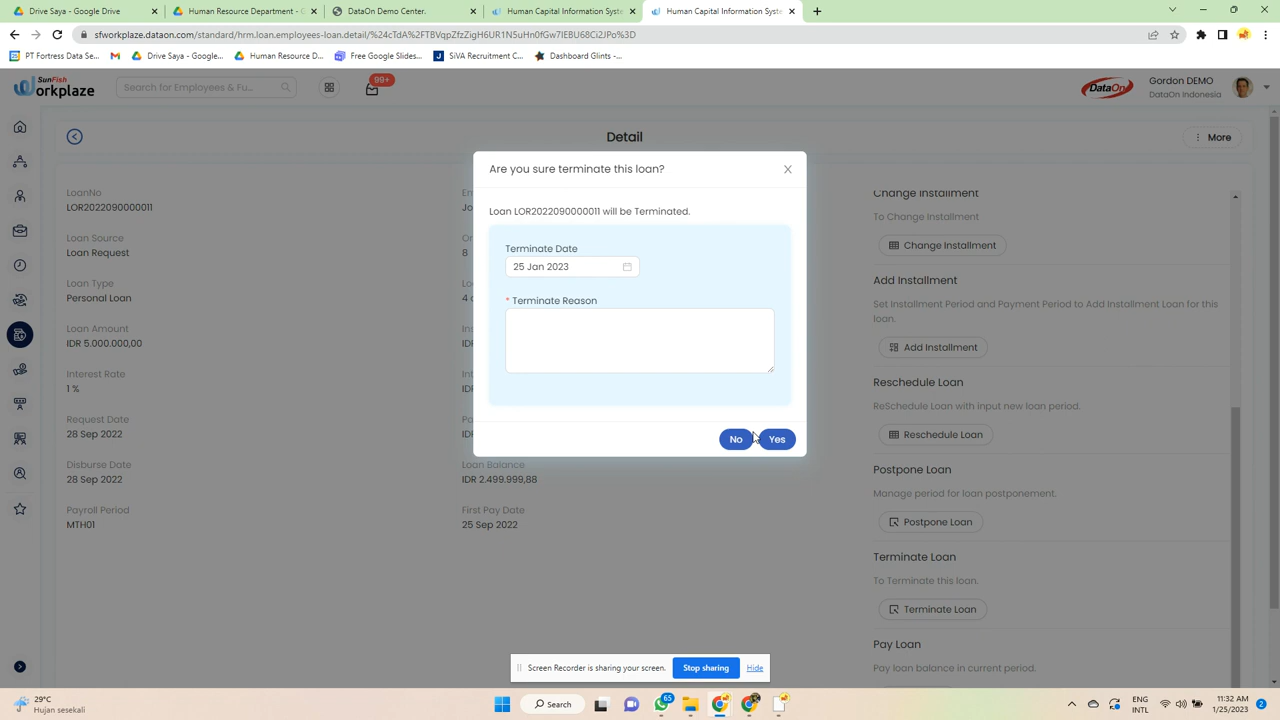 Drive Saya – Google Drive
Human Resource Department - G
DataOn Demo Center.
Human Capital Information Syste
Human Capital Information Syste
sfworkplaze.dataon.com/standard/hrm.loan.employees-loan.detail/%24cTdA%2FTBVqpZfzT6UR1N5uHn0fGw7IEBU68Ci2JPo%3D
PT Fortress Data Se...
Drive Saya - Google...
Human Resource D...
Free Google Slides...
SiVA Recruitment C...
Dashboard Glints –...
SunFish
workplaze
Search for Employees & Fu...
99+
DataOn
Gordon DEMO
DataOn Indonesia
Detail
More
LoanNo
LOR2022090000011
Loan Source
Loan Request
Loan Type
Personal Loan
Loan Amount
IDR 5.000.000,00
Interest Rate
1 %
Request Date
28 Sep 2022
Disburse Date
28 Sep 2022
Payroll Period
MTH01
Are you sure terminate this loan?
Loan LOR2022090000011 will be Terminated.
Terminate Date
25 Jan 2023
* Terminate Reason
No
Yes
Loan Balance
IDR 2.499.999,88
First Pay Date
25 Sep 2022
Change Installment
To Change Installment
Change Installment
Add Installment
Set Installment Period and Payment Period to Add Installment Loan for this
loan.
Add Installment
Reschedule Loan
ReSchedule Loan with input new loan period.
Reschedule Loan
Postpone Loan
Manage period for loan postponement.
Postpone Loan
Terminate Loan
To Terminate this loan.
Terminate Loan
Pay Loan
Pay loan balance in current period.
Screen Recorder is sharing your screen.
Stop sharing
Hide
29°C
Hujan sesekali
Search
65
ENG
INTL
11:32 AM
1/25/2023
2